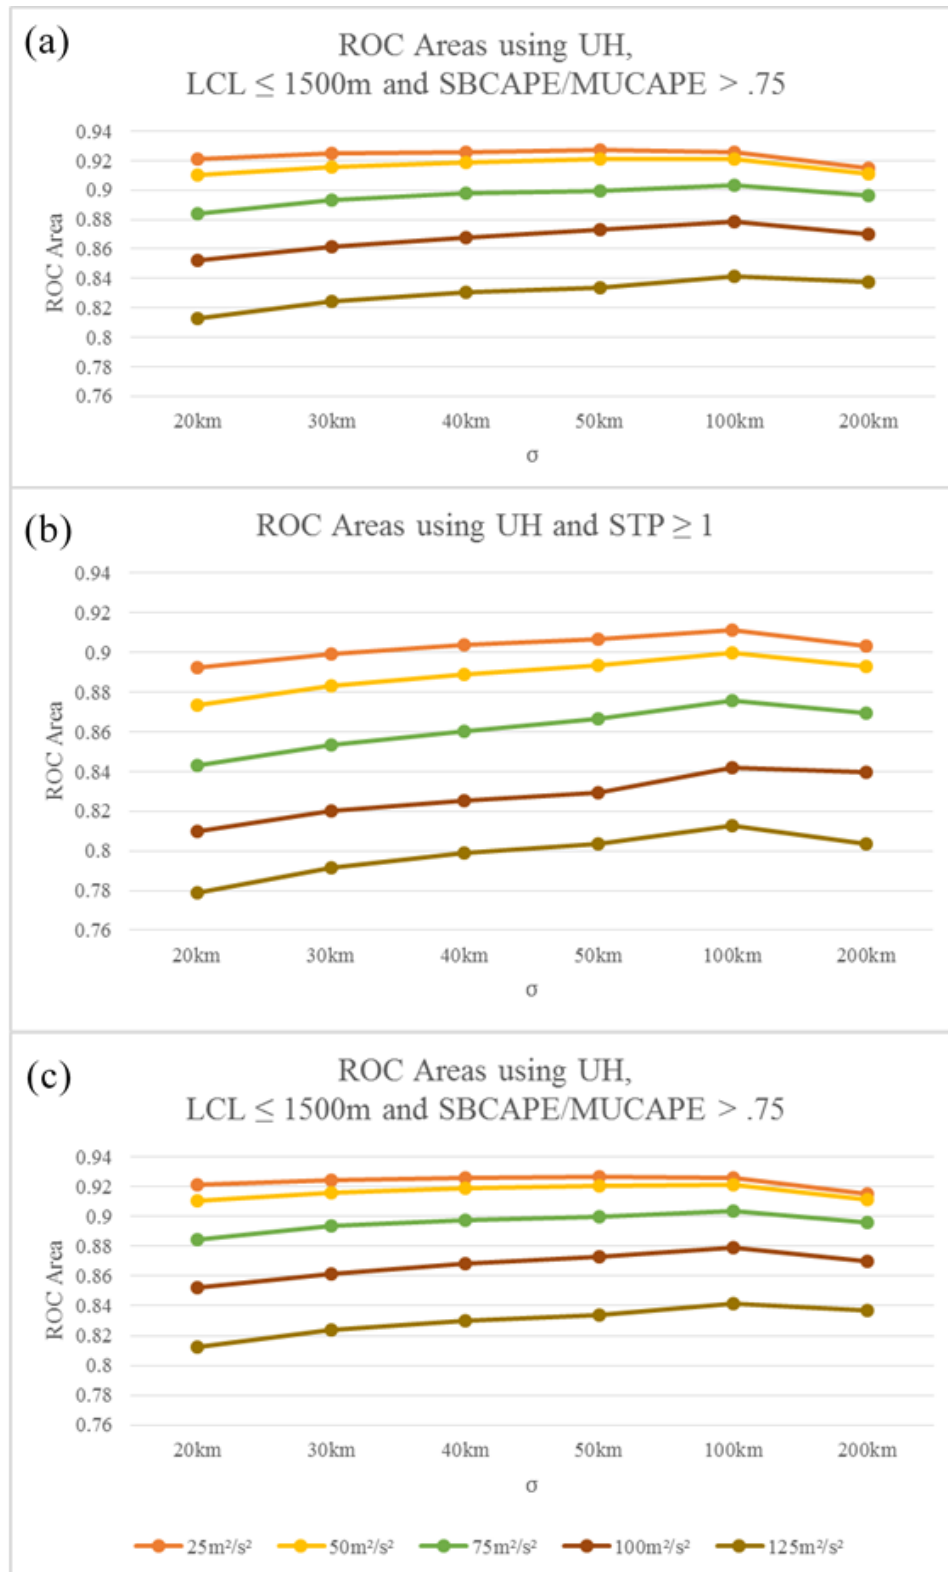 (a)
ROC Areas using UH,
LCL ≤ 1500m and SBCAPE/MUCAPE > .75
0.94
0.92
0.9
0.88
0.86
0.84
0.82
0.8
0.78
0.76
ROC Area
20km 30km 40km 50km 100km 200km
σ
(b)
ROC Areas using UH and STP ≥ 1
0.94
0.92
0.9
0.88
0.86
0.84
0.82
0.8
0.78
0.76
ROC Area
20km 30km 40km 50km 100km 200km
σ
(c)
ROC Areas using UH,
LCL ≤ 1500m and SBCAPE/MUCAPE > .75
0.94
0.92
0.9
0.88
0.86
0.84
0.82
0.8
0.78
0.76
ROC Area
20km 30km 40km 50km 100km 200km
σ
25m²/s² 50m²/s² 75m²/s² 100m²/s² 125m²/s²